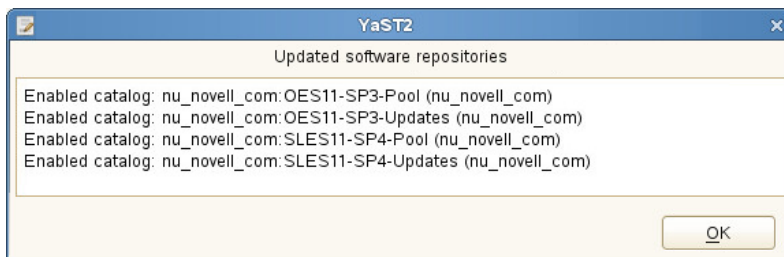 YaST2
Updated software repositories
Enabled catalog: nu_novell_com:OES11-SP3-Pool (nu_novell_com)
Enabled catalog: nu_novell_com:OES11-SP3-Updates (nu_novell_com)
Enabled catalog: nu_novell_com:SLES11-SP4-Pool (nu_novell_com)
Enabled catalog: nu_novell_com:SLES11-SP4-Updates (nu_novell_com)
OK